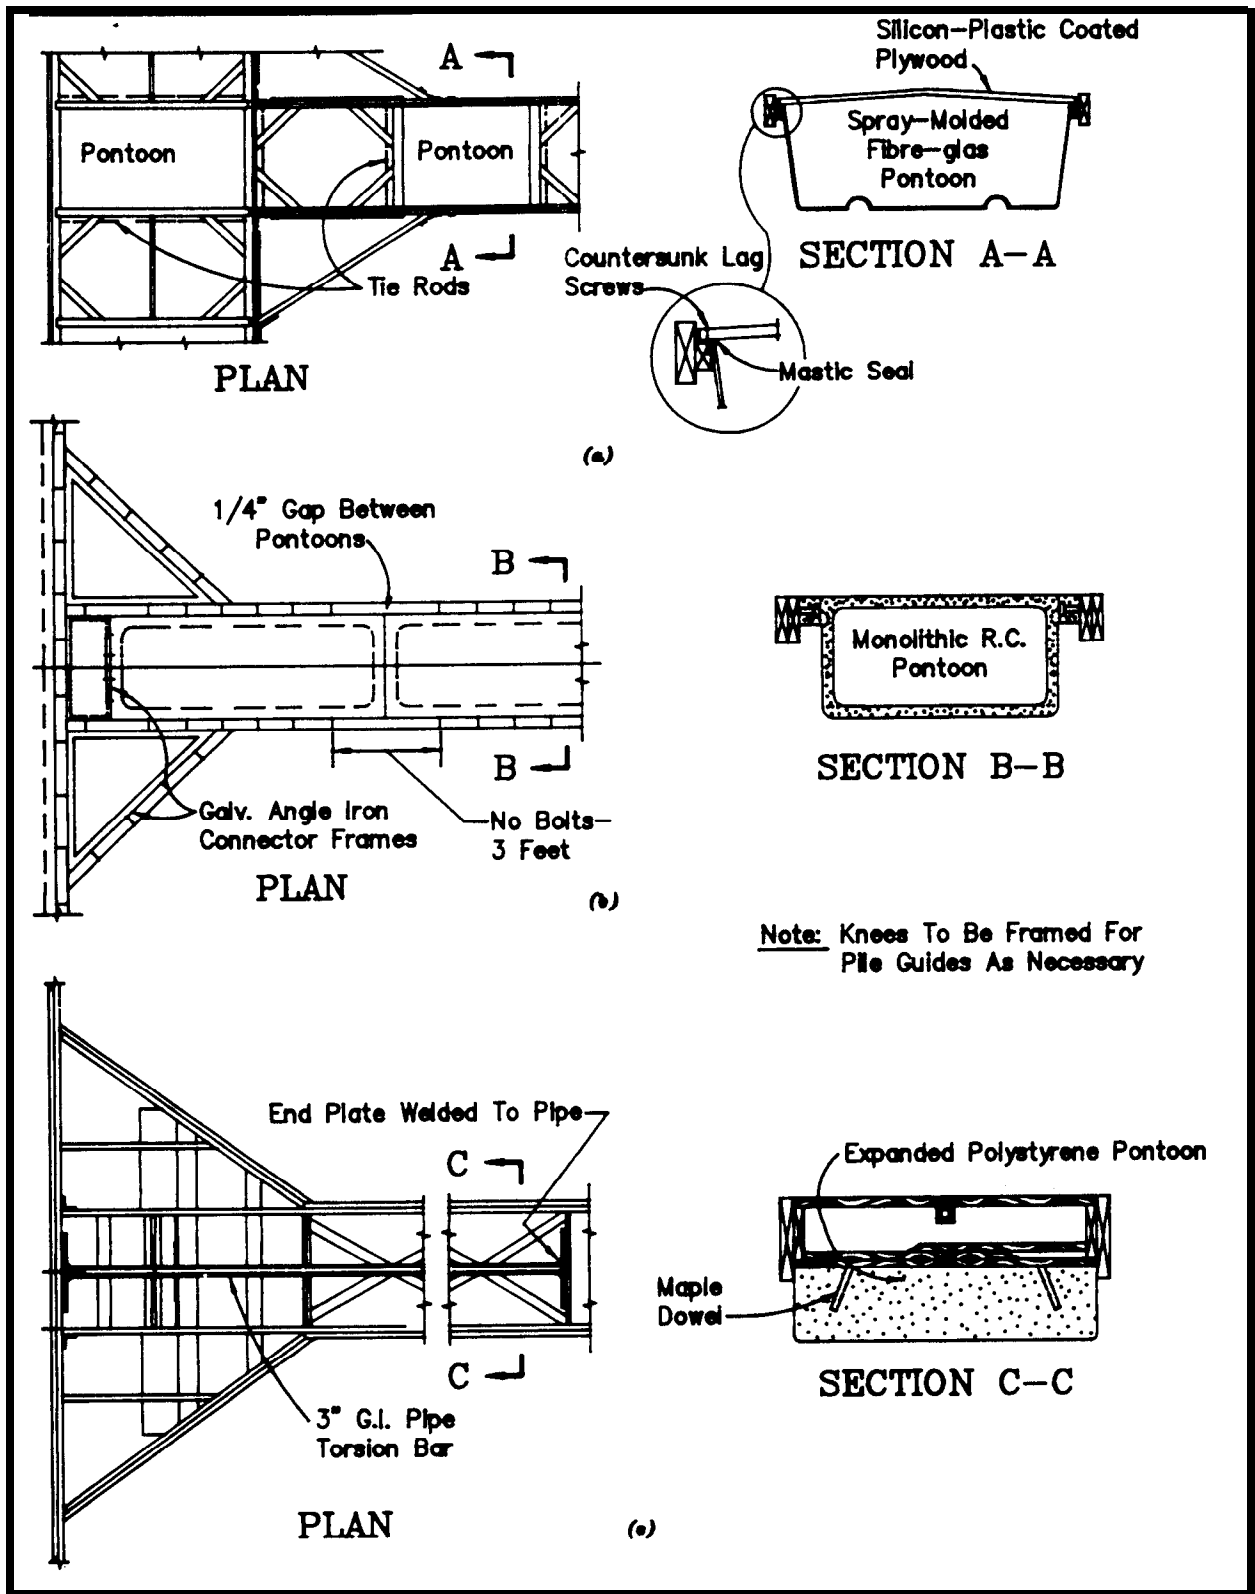 Silicon-Plastic Coated
Plywood
A
Pontoon
Pontoon
Spray-Molded
Fibre-glas
Pontoon
A
Tie Rods
Countersunk Lag
Screws
SECTION A-A
Mastic Seal
PLAN
(a)
1/4" Gap Between
Pontoons
B
Monolithic R.C.
Pontoon
B
SECTION B-B
Galv. Angle Iron
Connector Frames
No Bolts-
3 Feet
PLAN
(b)
Note: Knees To Be Framed For
Pile Guides As Necessary
End Plate Welded To Pipe
C
Expanded Polystyrene Pontoon
Maple
Dowel
C
SECTION C-C
3" G.I. Pipe
Torsion Bar
PLAN
(c)